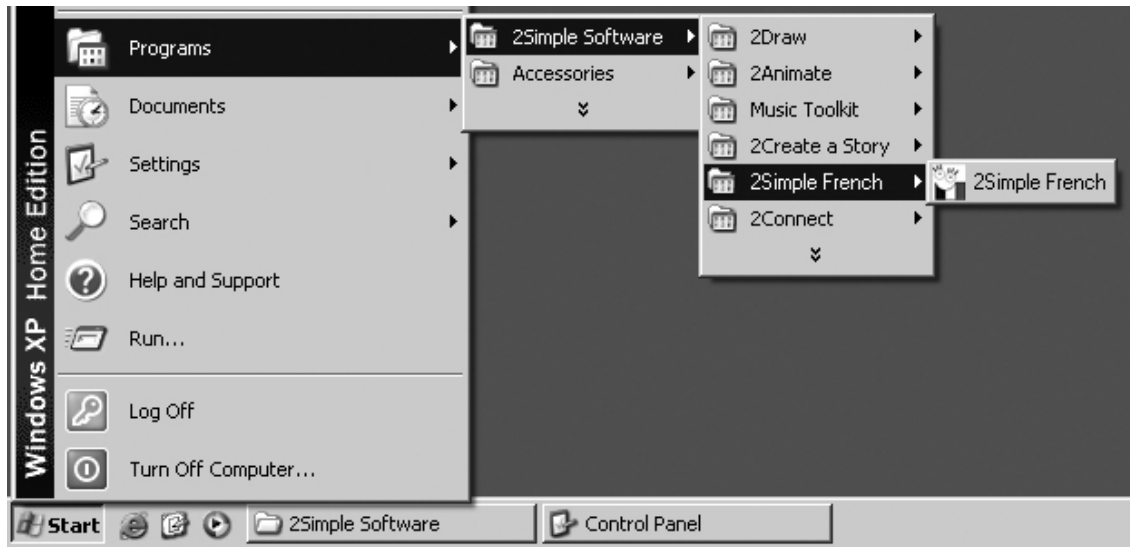 Windows XP Home Edition
Programs
Documents
Settings
Search
Help and Support
Run...
Log Off
Turn Off Computer...
2Simple Software
Accessories
2Draw
2Animate
Music Toolkit
2Create a Story
2Simple French
2Connect
2Simple French
Start
2Simple Software
Control Panel